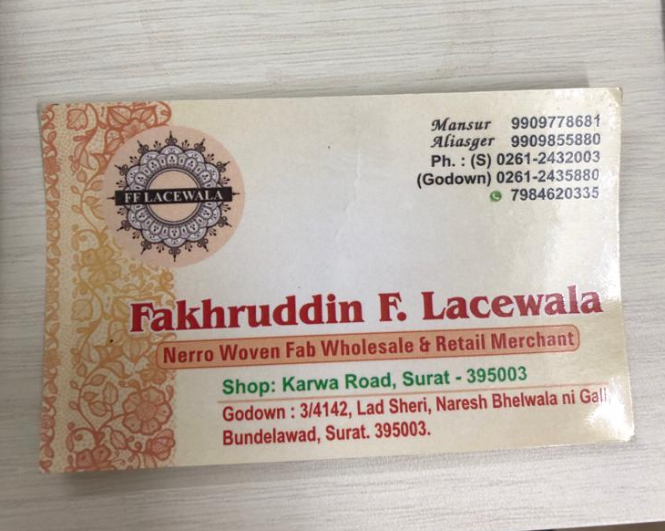 FF LACEWALA
Mansur 9909778681
Aliasger 9909855880
Ph. : (S) 0261-2432003
(Godown) 0261-2435880
7984620335
Fakhruddin F. Lacewala
Nerro Woven Fab Wholesale & Retail Merchant
Shop: Karwa Road, Surat - 395003
Godown : 3/4142, Lad Sheri, Naresh Bhelwala ni Gali,
Bundelawad, Surat. 395003.